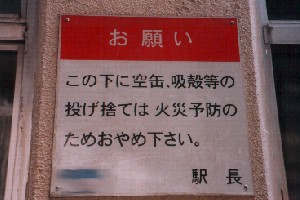 お願い
この下に空缶、吸殻等の
投げ捨ては火災予防の
ためおやめ下さい。
駅長